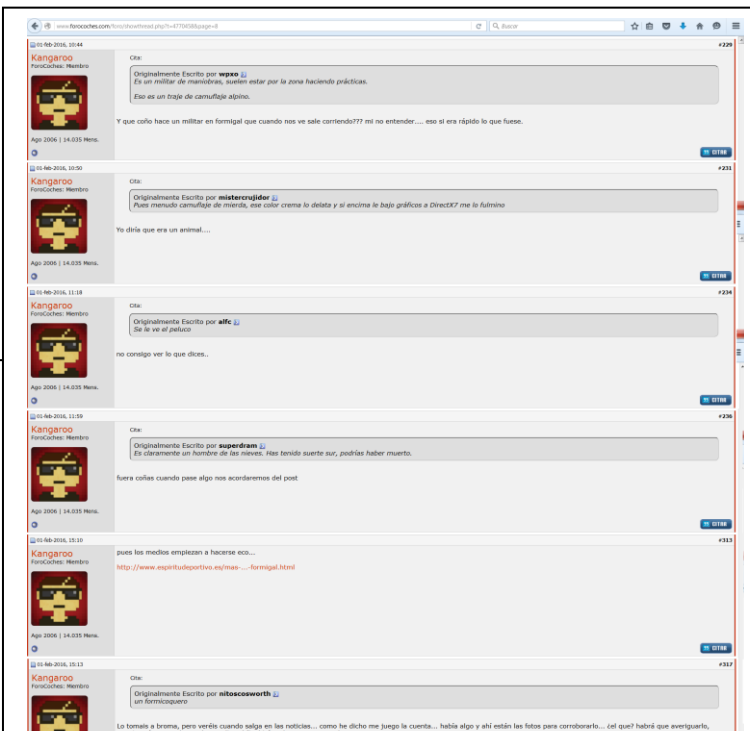 www.forocoches.com/foro/showthread.php?t=4770458&page=8
Buscar
01-feb-2016, 10:44 #229
Kangaroo
ForoCoches: Miembro
Cita:
Originalmente Escrito por wpxo
Es un militar de maniobras, suelen estar por la zona haciendo prácticas.
Eso es un traje de camuflaje alpino.
Y que coño hace un militar en formigal que cuando nos ve sale corriendo??? mi no entender.... eso si era rápido lo que fuese.
Ago 2006 | 14.035 Mens.
CITAR
01-feb-2016, 10:50 #231
Kangaroo
ForoCoches: Miembro
Cita:
Originalmente Escrito por mistercrujidor
Pues menudo camuflaje de mierda, ese color crema lo delata y si encima le bajo gráficos a DirectX7 me lo fulmino
Yo diría que era un animal....
Ago 2006 | 14.035 Mens.
CITAR
01-feb-2016, 11:18 #234
Kangaroo
ForoCoches: Miembro
Cita:
Originalmente Escrito por alfc
Se le ve el peluco
no consigo ver lo que dices..
Ago 2006 | 14.035 Mens.
CITAR
01-feb-2016, 11:59 #236
Kangaroo
ForoCoches: Miembro
Cita:
Originalmente Escrito por superdram
Es claramente un hombre de las nieves. Has tenido suerte sur, podrías haber muerto.
fuera coñas cuando pase algo nos acordaremos del post
Ago 2006 | 14.035 Mens.
CITAR
01-feb-2016, 15:10 #313
Kangaroo
ForoCoches: Miembro
pues los medios empiezan a hacerse eco...
http://www.espiritudeportivo.es/mas-...-formigal.html
Ago 2006 | 14.035 Mens.
CITAR
01-feb-2016, 15:13 #317
Kangaroo
ForoCoches: Miembro
Cita:
Originalmente Escrito por nitoscosworth
un formicoquero
Lo tomais a broma, pero veréis cuando salga en las noticias... como he dicho me juego la cuenta... había algo y ahí están las fotos para corroborarlo... ¿el que? habrá que averiguarlo,